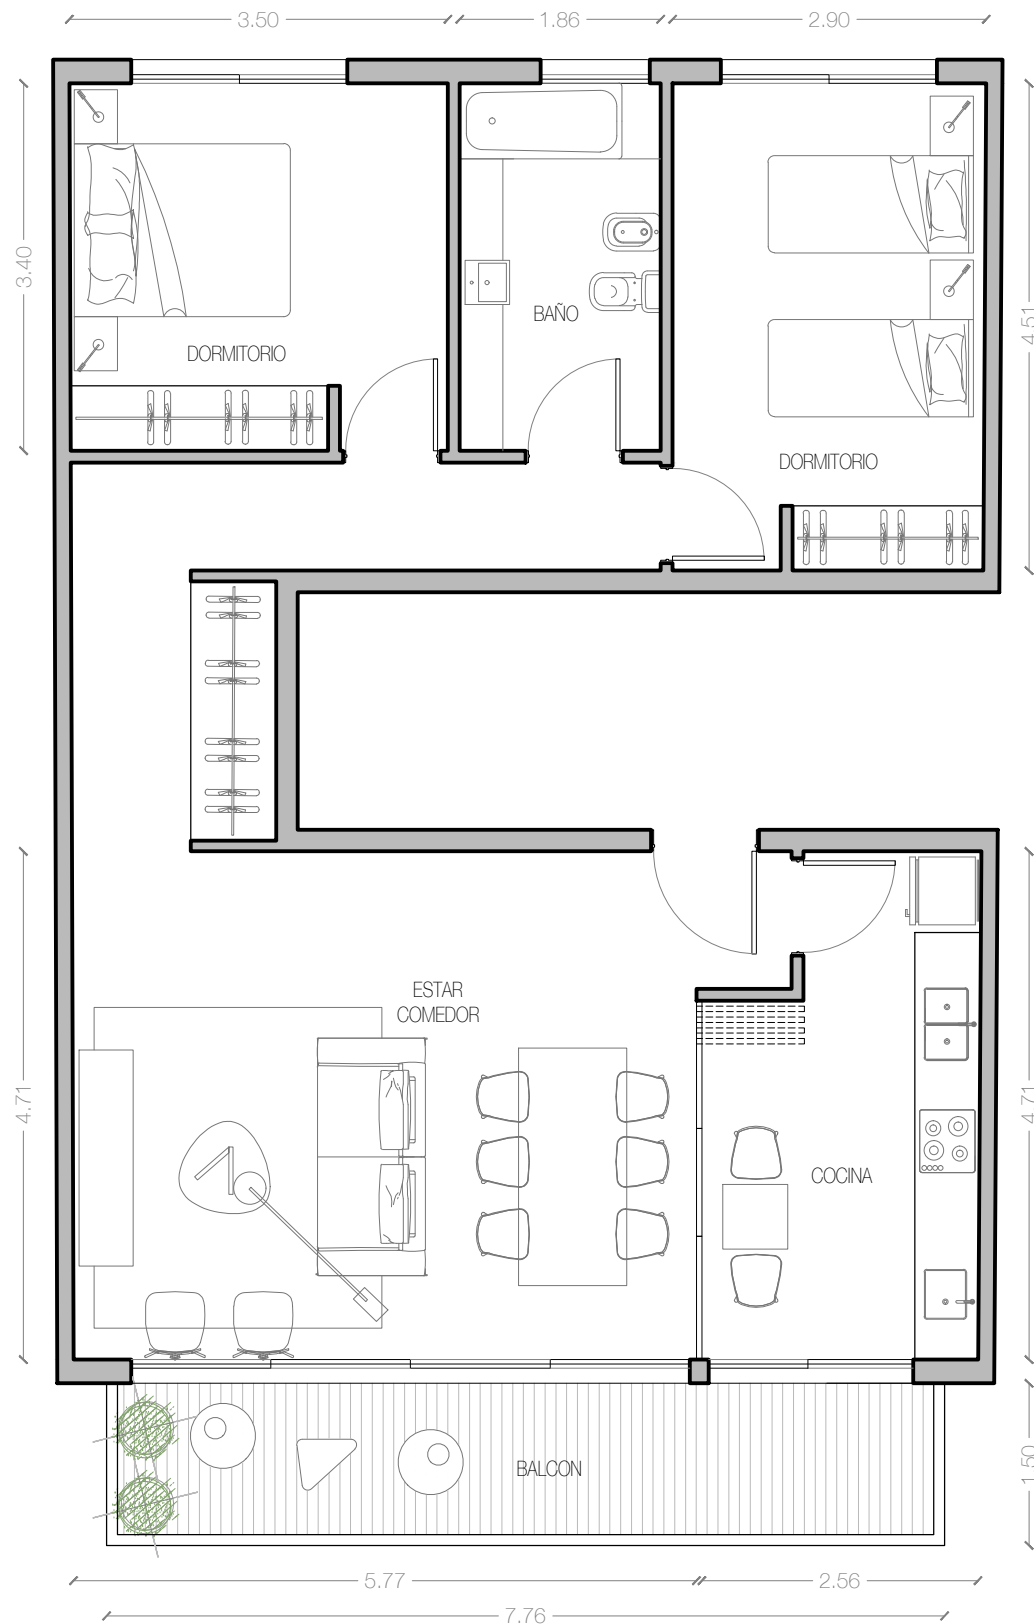 3.50
1.86
2.90
3.40
4.51
BAÑO
DORMITORIO
DORMITORIO
ESTAR
COMEDOR
4.71
4.71
COCINA
BALCON
1.50
5.77
2.56
7.76